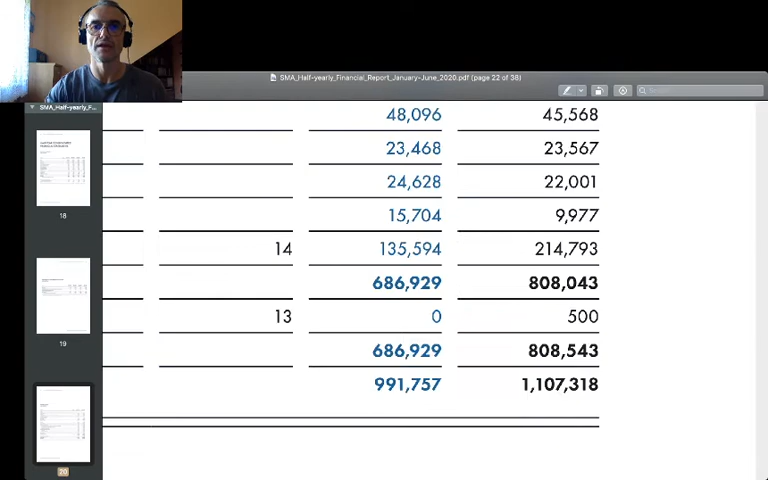 SMA_Half-yearly_Financial_Report_January-June_2020.pdf (page 22 of 38)
Search
SMA_Half-yearly_F...
48,096 45,568
23,468 23,567
24,628 22,001
15,704 9,977
14 135,594 214,793
686,929 808,043
13 0 500
686,929 808,543
991,757 1,107,318
18
19
20